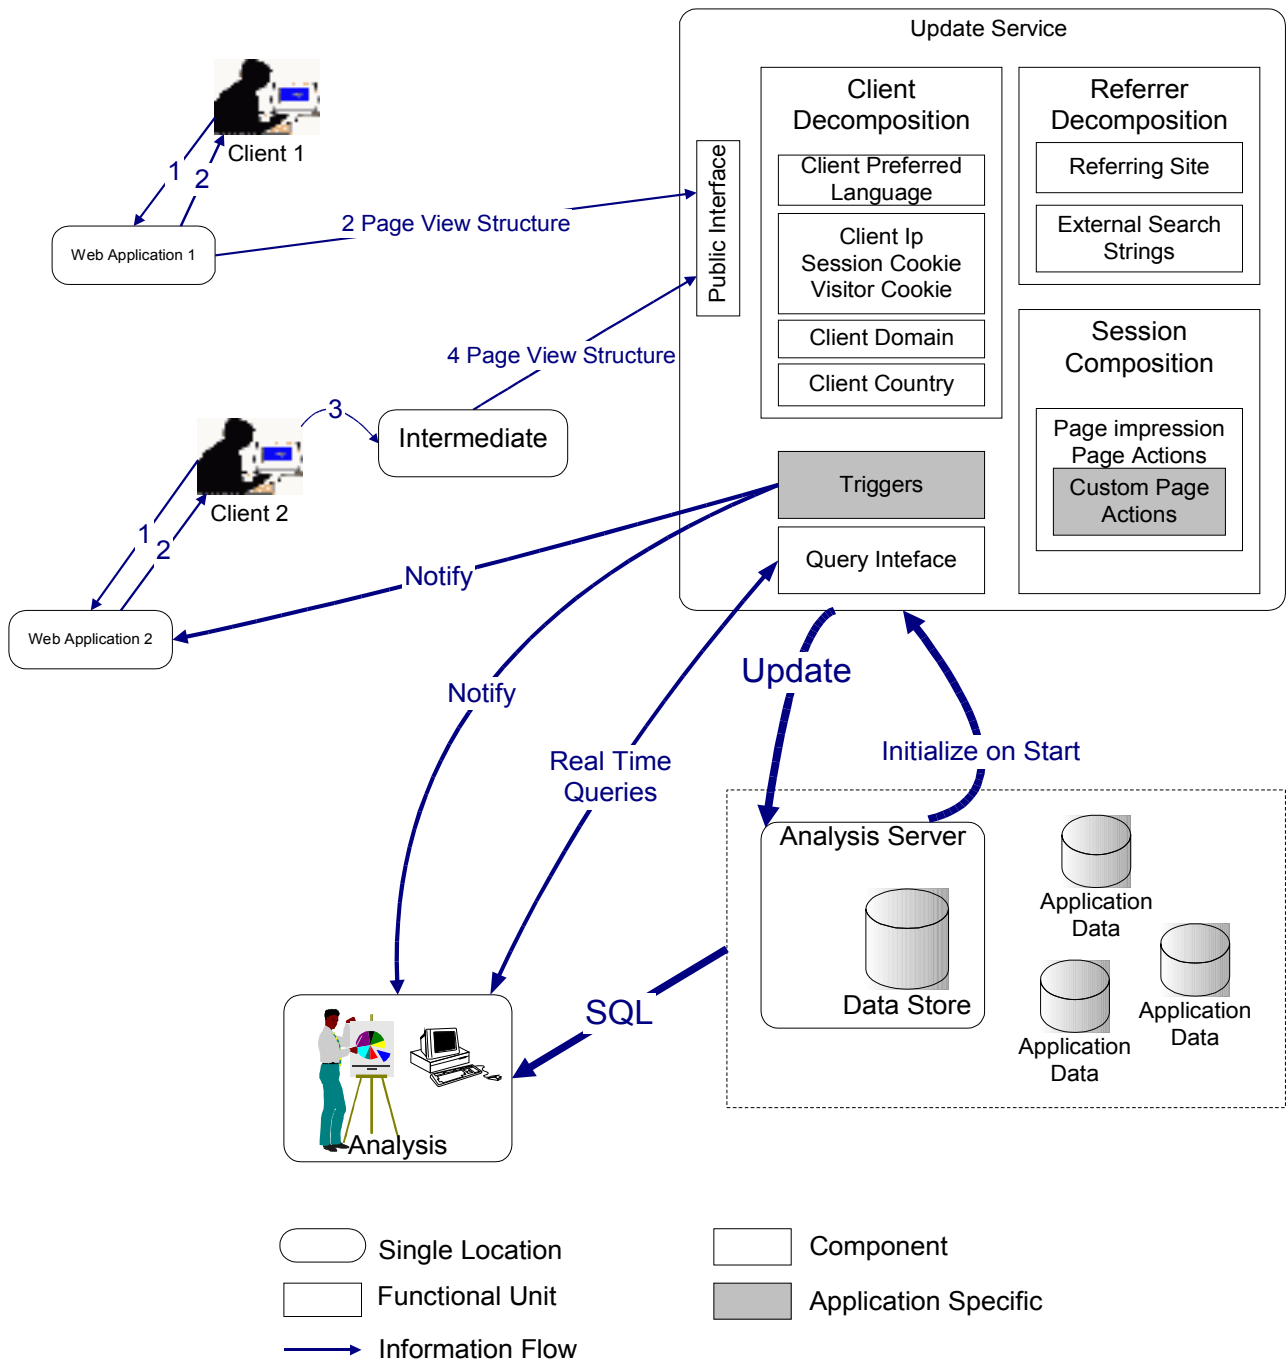 Update Service
Client
Decomposition
Client Preferred
Language
Client Ip
Session Cookie
Visitor Cookie
Client Domain
Client Country
Referrer
Decomposition
Referring Site
External Search
Strings
Session
Composition
Page impression
Page Actions
Custom Page
Actions
Public Interface
Triggers
Query Inteface
Client 1
1
2
Web Application 1
2 Page View Structure
4 Page View Structure
3
Intermediate
Client 2
1
2
Web Application 2
Notify
Notify
Real Time
Queries
Update
Initialize on Start
Analysis Server
Data Store
Application
Data
Application
Data
Application
Data
SQL
Analysis
Single Location
Functional Unit
Information Flow
Component
Application Specific